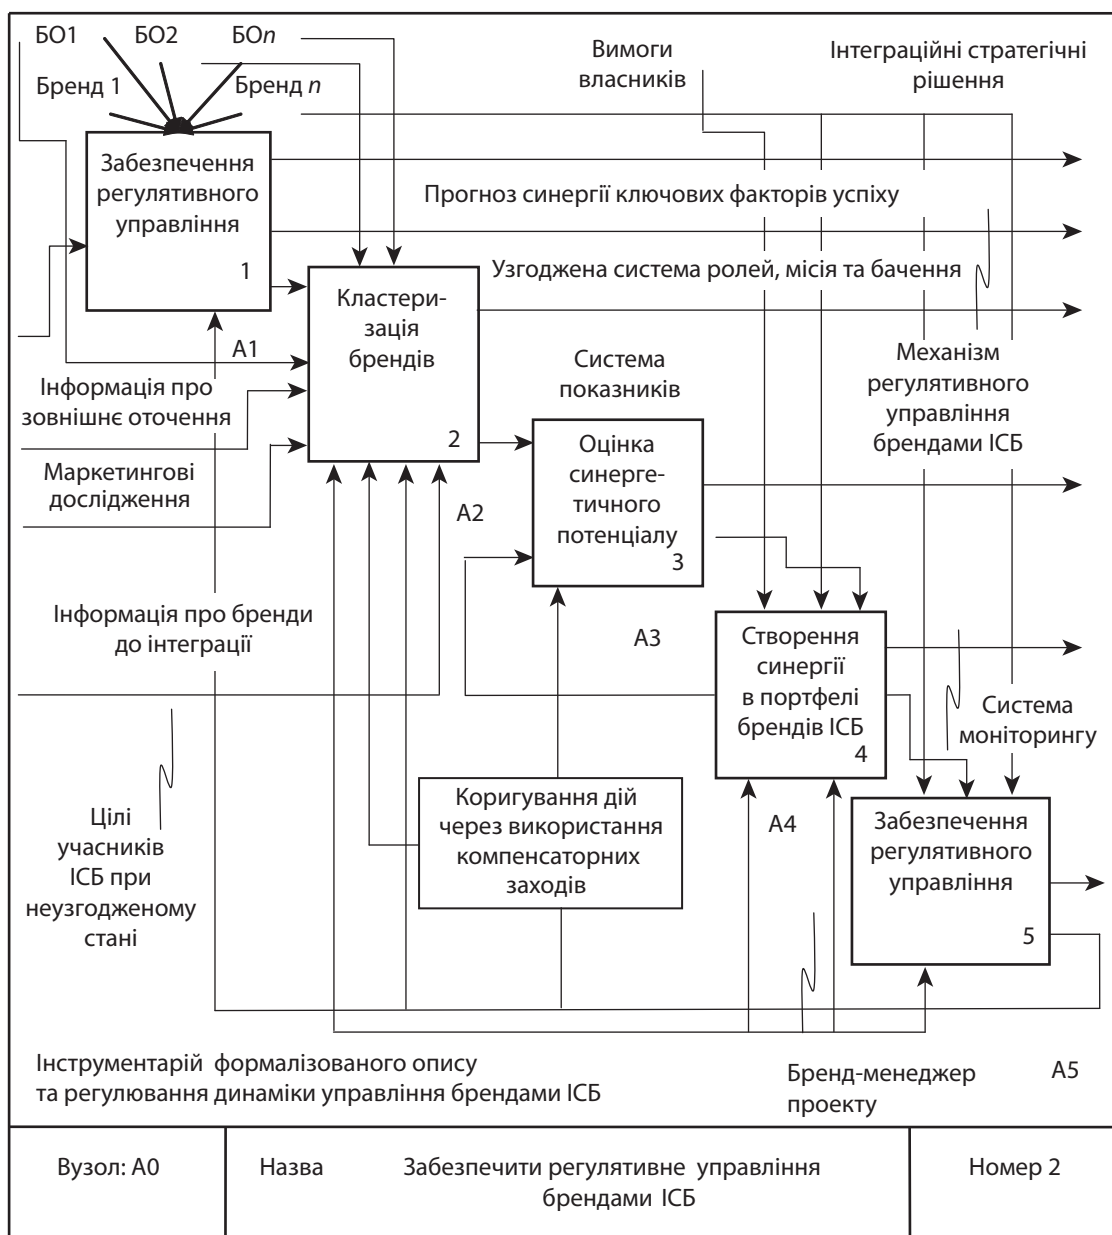 БО1
БО2
БОn
Бренд 1
Бренд n
Вимоги
власників
Інтеграційні стратегічні
рішення
Забезпечення
регулятивного
управління
1
Прогноз синергії ключових факторів успіху
Узгоджена система ролей, місія та бачення
Кластери-
зація
брендів
2
А1
Система
показників
Механізм
регулятивного
управління
брендами ІСБ
Інформація про
зовнішнє оточення
Маркетингові
дослідження
Оцінка
синерге-
тичного
потенціалу
3
А2
Інформація про бренди
до інтеграції
А3
Створення
синергії
в портфелі
брендів ІСБ
4
Система
моніторингу
Цілі
учасників
ІСБ при
неузгодженому
стані
Коригування дій
через використання
компенсаторних
заходів
А4
Забезпечення
регулятивного
управління
5
Інструментарій формалізованого опису
та регулювання динаміки управління брендами ІСБ
Бренд-менеджер
проекту
А5
Вузол: А0
Назва
Забезпечити регулятивне управління
брендами ІСБ
Номер 2